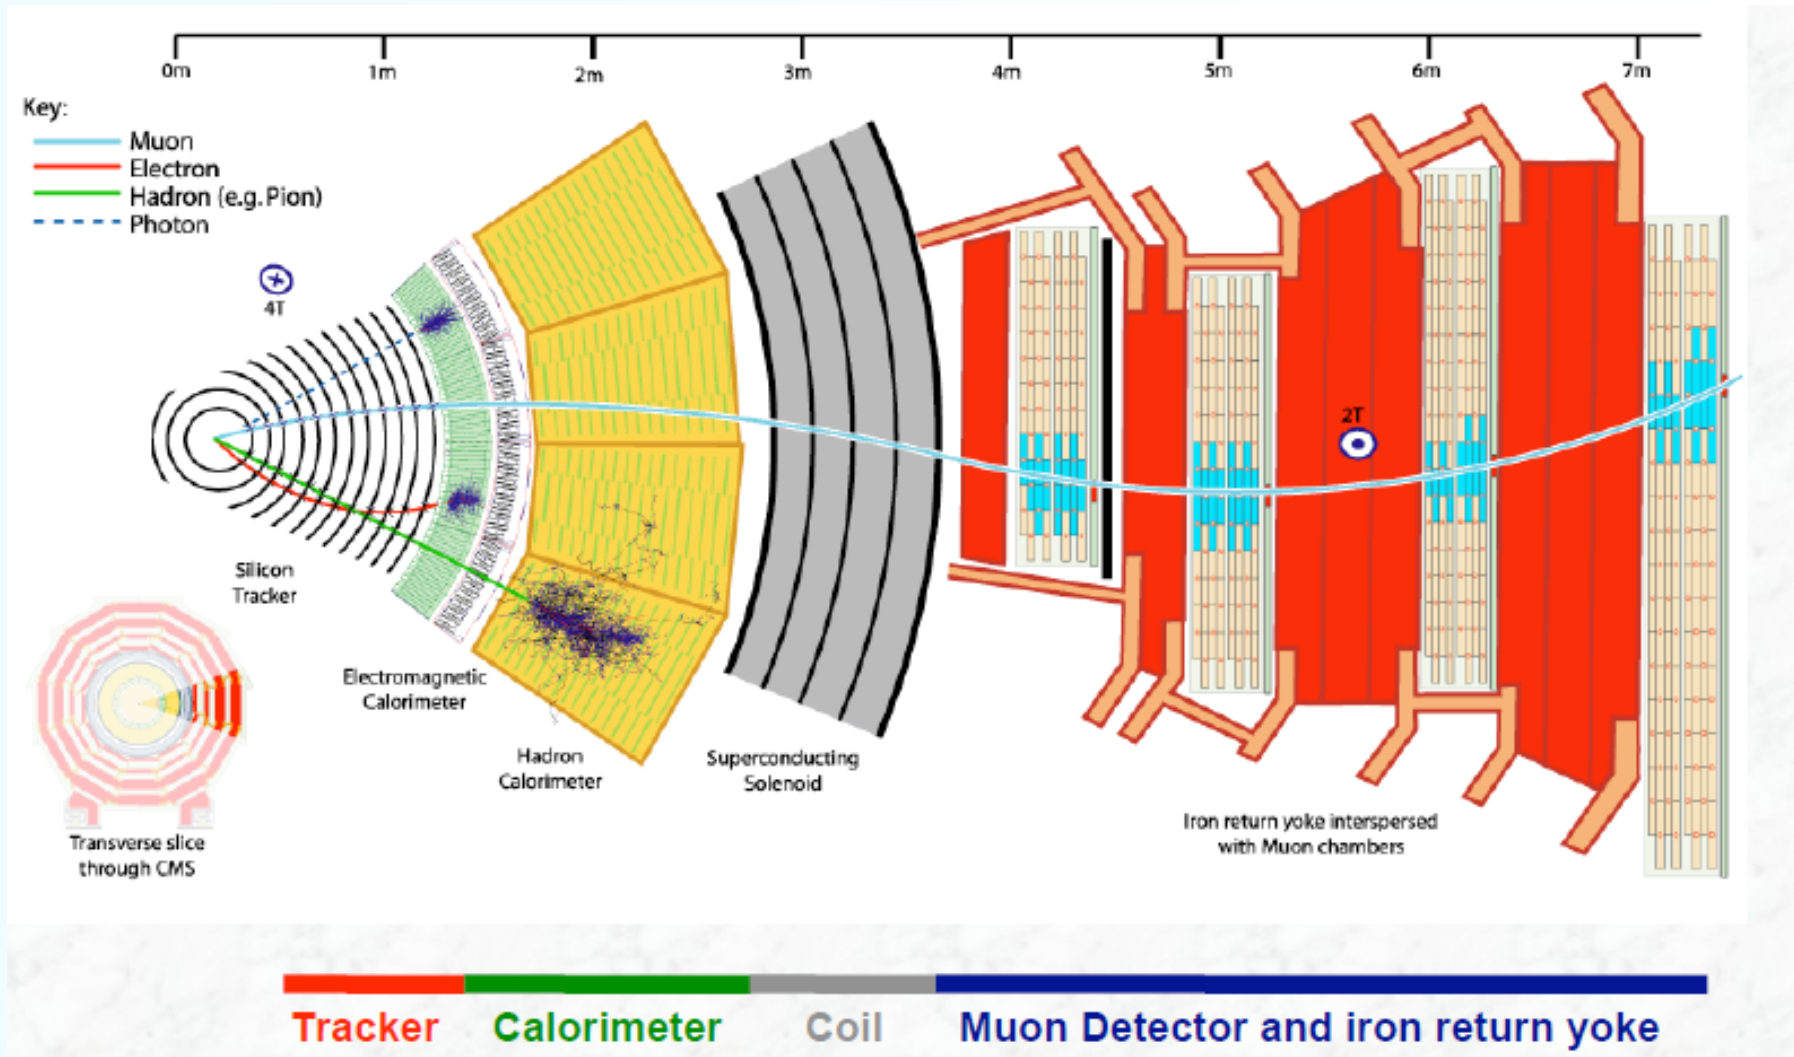 0m
1m
2m
3m
4m
5m
6m
7m
Key:
Muon
Electron
Hadron (e.g. Pion)
Photon
4T
2T
Silicon
Tracker
Electromagnetic
Calorimeter
Hadron
Calorimeter
Superconducting
Solenoid
Iron return yoke interspersed
with Muon chambers
Transverse slice
through CMS
Tracker
Calorimeter
Coil
Muon Detector and iron return yoke